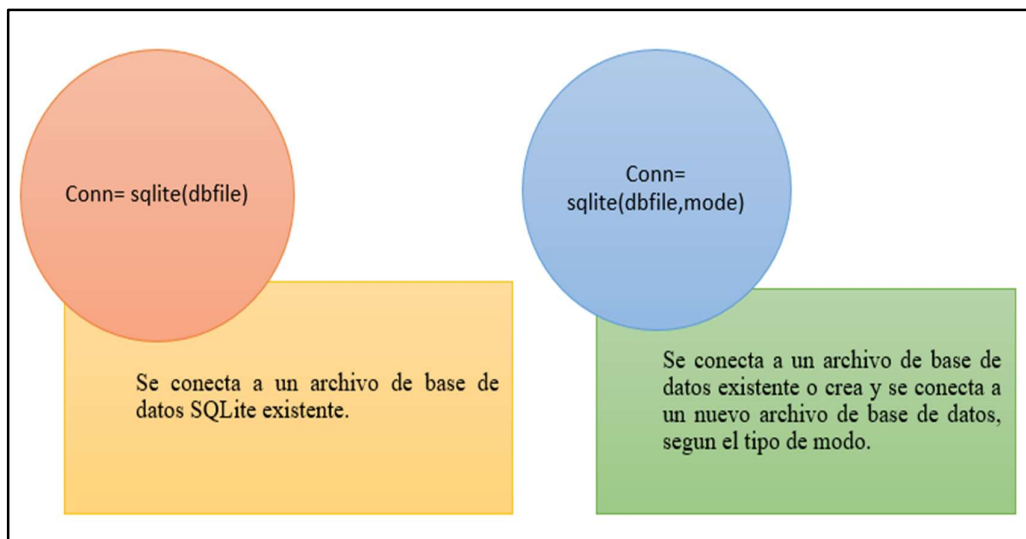 Conn= sqlite(dbfile)
Se conecta a un archivo de base de
datos SQLite existente.
Conn=
sqlite(dbfile,mode)
Se conecta a un archivo de base de
datos existente o crea y se conecta a
un nuevo archivo de base de datos,
segun el tipo de modo.